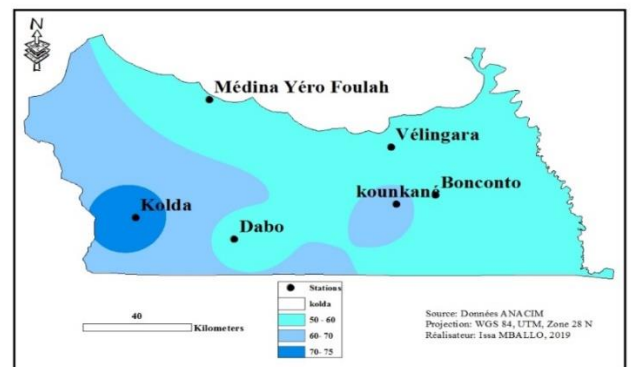 N
Médina Yéro Foulah
Vélingara
Bonconto
kounkané
Kolda
Dabo
40
Kilometers
Stations
kolda
50 - 60
60 - 70
70- 75
Source: Données ANACIM
Projection: WGS 84, UTM, Zone 28 N
Réalisateur: Issa MBALLO, 2019